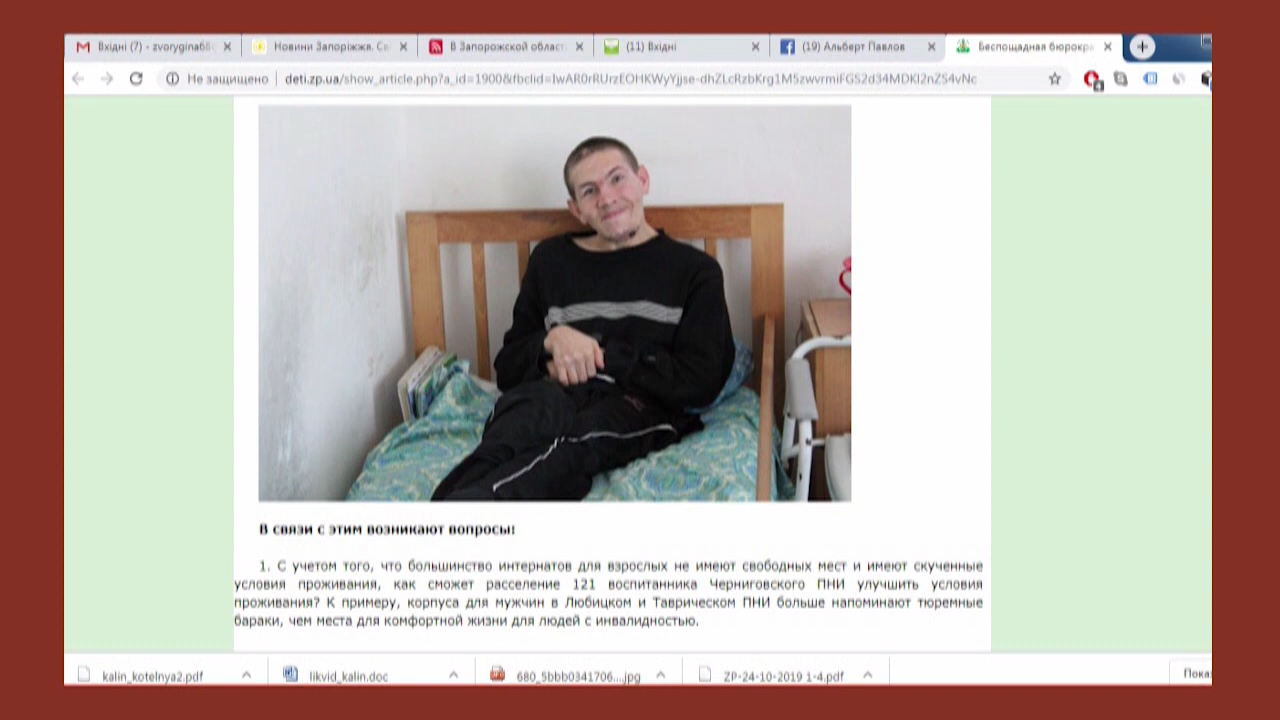 Вхідні (7) - zvorygina68
Новини Запоріжжя. Св
В Запорожской област
(11) Вхідні
(19) Альберт Павлов
Беспощадная бюрокра
Не защищено
deti.zp.ua/show_article.php?a_id=1900&fbclid=
В связи с этим возникают вопросы:
1. С учетом того, что большинство интернатов для взрослых не имеют свободных мест и имеют скученные
условия проживания, как сможет расселение 121 воспитанника Черниговского ПНИ улучшить условия
проживания? К примеру, корпуса для мужчин в Любицком и Таврическом ПНИ больше напоминают тюремные
бараки, чем места для комфортной жизни для людей с инвалидностью.
kalin_kotelnya2.pdf
likvid_kalin.doc
680_5bbb0341706...jpg
ZP-24-10-2019 1-4.pdf
Пока